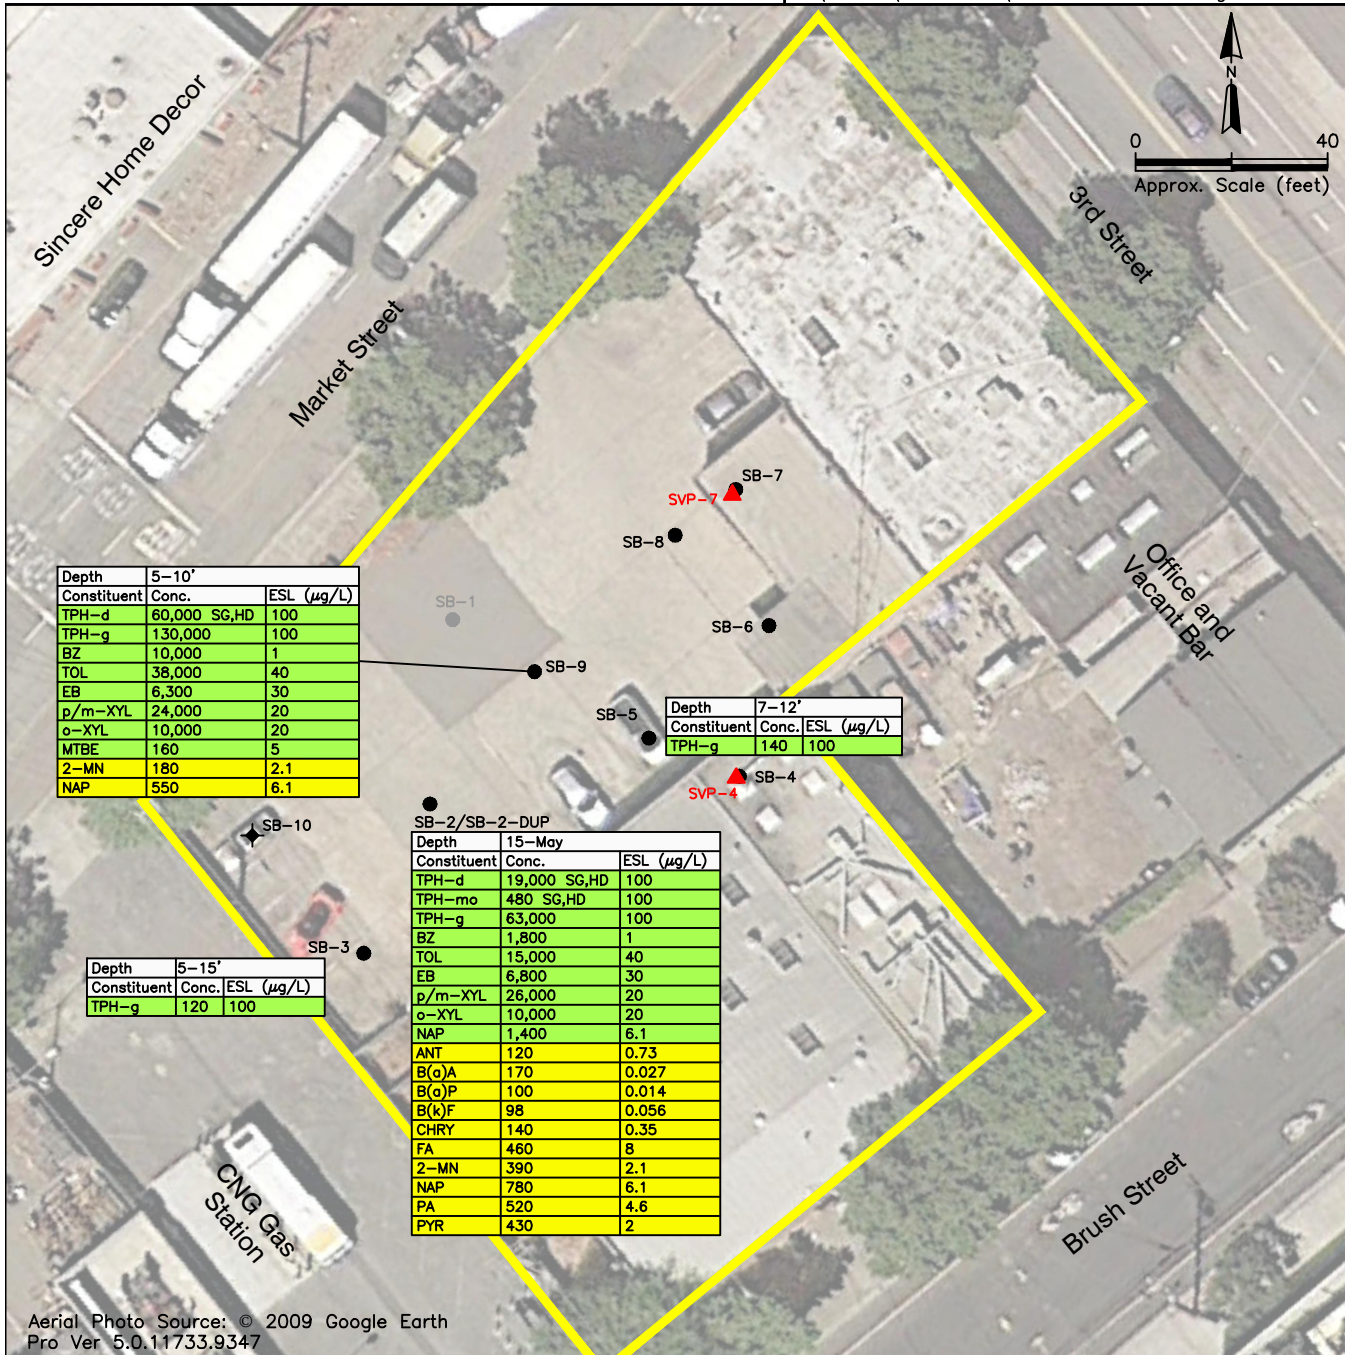 N
0 40
Approx. Scale (feet)
Sincere Home Decor
3rd Street
Market Street
SB-7
SVP-7
SB-8
Office and
Vacant Bar
Depth 5-10'
Constituent Conc. ESL (µg/L)
TPH-d 60,000 SG,HD 100
TPH-g 130,000 100
BZ 10,000 1
TOL 38,000 40
EB 6,300 30
p/m-XYL 24,000 20
o-XYL 10,000 20
MTBE 160 5
2-MN 180 2.1
NAP 550 6.1
SB-1
SB-6
SB-9
SB-5
Depth 7-12'
Constituent Conc. ESL (µg/L)
TPH-g 140 100
SB-4
SVP-4
SB-10
SB-2/SB-2-DUP
Depth 15-May
Constituent Conc. ESL (µg/L)
TPH-d 19,000 SG,HD 100
TPH-mo 480 SG,HD 100
TPH-g 63,000 100
BZ 1,800 1
TOL 15,000 40
EB 6,800 30
p/m-XYL 26,000 20
o-XYL 10,000 20
NAP 1,400 6.1
ANT 120 0.73
B(a)A 170 0.027
B(a)P 100 0.014
B(k)F 98 0.056
CHRY 140 0.35
FA 460 8
2-MN 390 2.1
NAP 780 6.1
PA 520 4.6
PYR 430 2
SB-3
Depth 5-15'
Constituent Conc. ESL (µg/L)
TPH-g 120 100
CNG Gas
Station
Brush Street
Aerial Photo Source: © 2009 Google Earth
Pro Ver 5.0.11733.9347